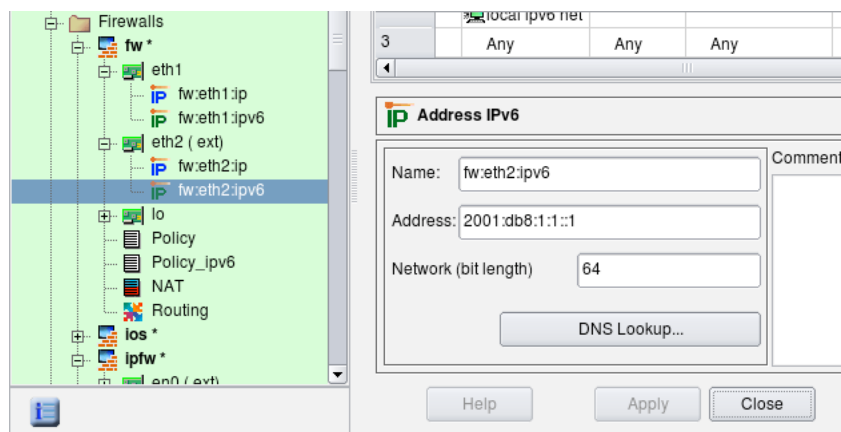 Firewalls
fw *
eth1
fw:eth1:ip
fw:eth1:ipv6
eth2 ( ext)
fw:eth2:ip
fw:eth2:ipv6
lo
Policy
Policy_ipv6
NAT
Routing
ios *
ipfw *
en0 ( ext)
i
local ipv6 net
3 Any Any Any
IP Address IPv6
Name: fw:eth2:ipv6
Address: 2001:db8:1:1::1
Network (bit length) 64
DNS Lookup...
Comment
Help Apply Close